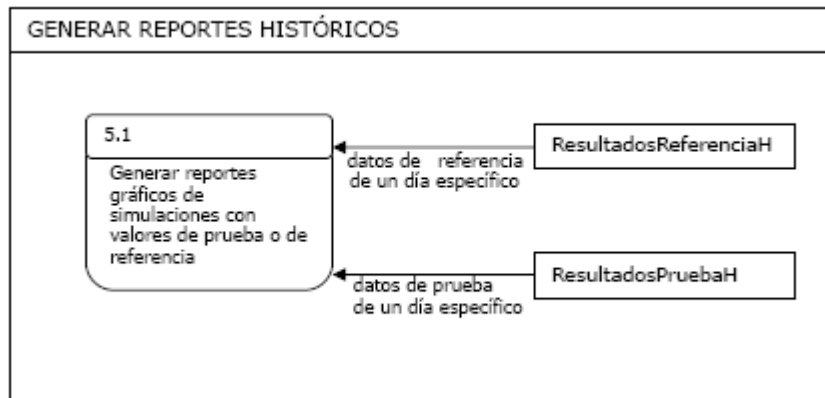 GENERAR REPORTES HISTÓRICOS
5.1
Generar reportes
gráficos de
simulaciones con
valores de prueba o de
referencia
datos de referencia
de un día específico
ResultadosReferenciaH
datos de prueba
de un día específico
ResultadosPruebaH